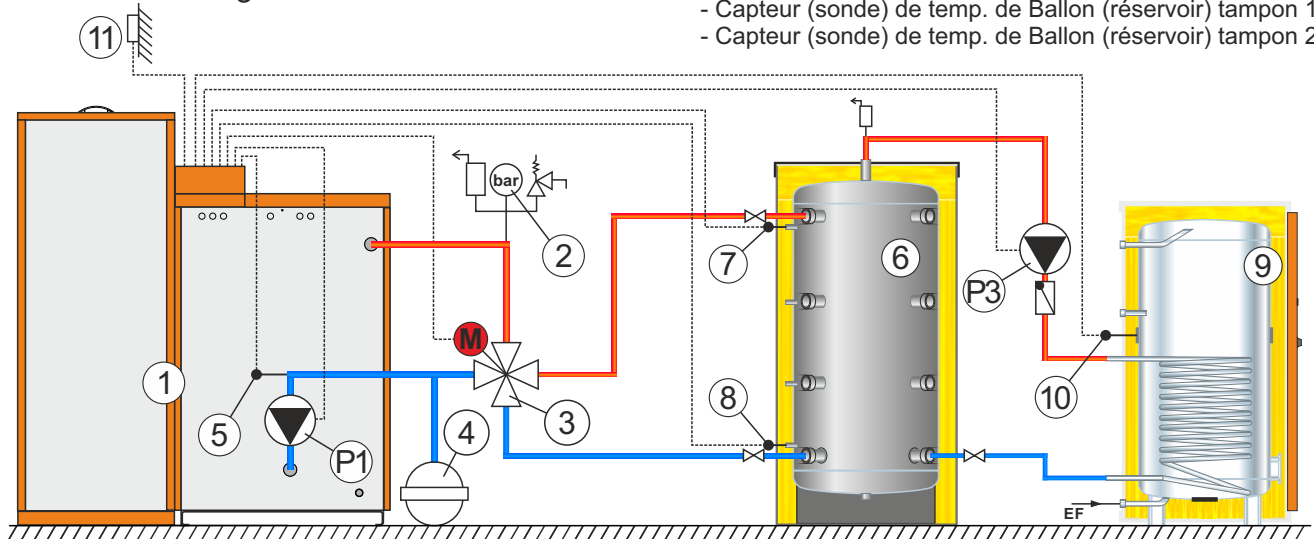 - Capteur (sonde) de temp. de Ballon (réservoir) tampon 1
- Capteur (sonde) de temp. de Ballon (réservoir) tampon 2
11
bar
2
7
6
P3
9
M
1
10
5
P1
4
3
8
EF